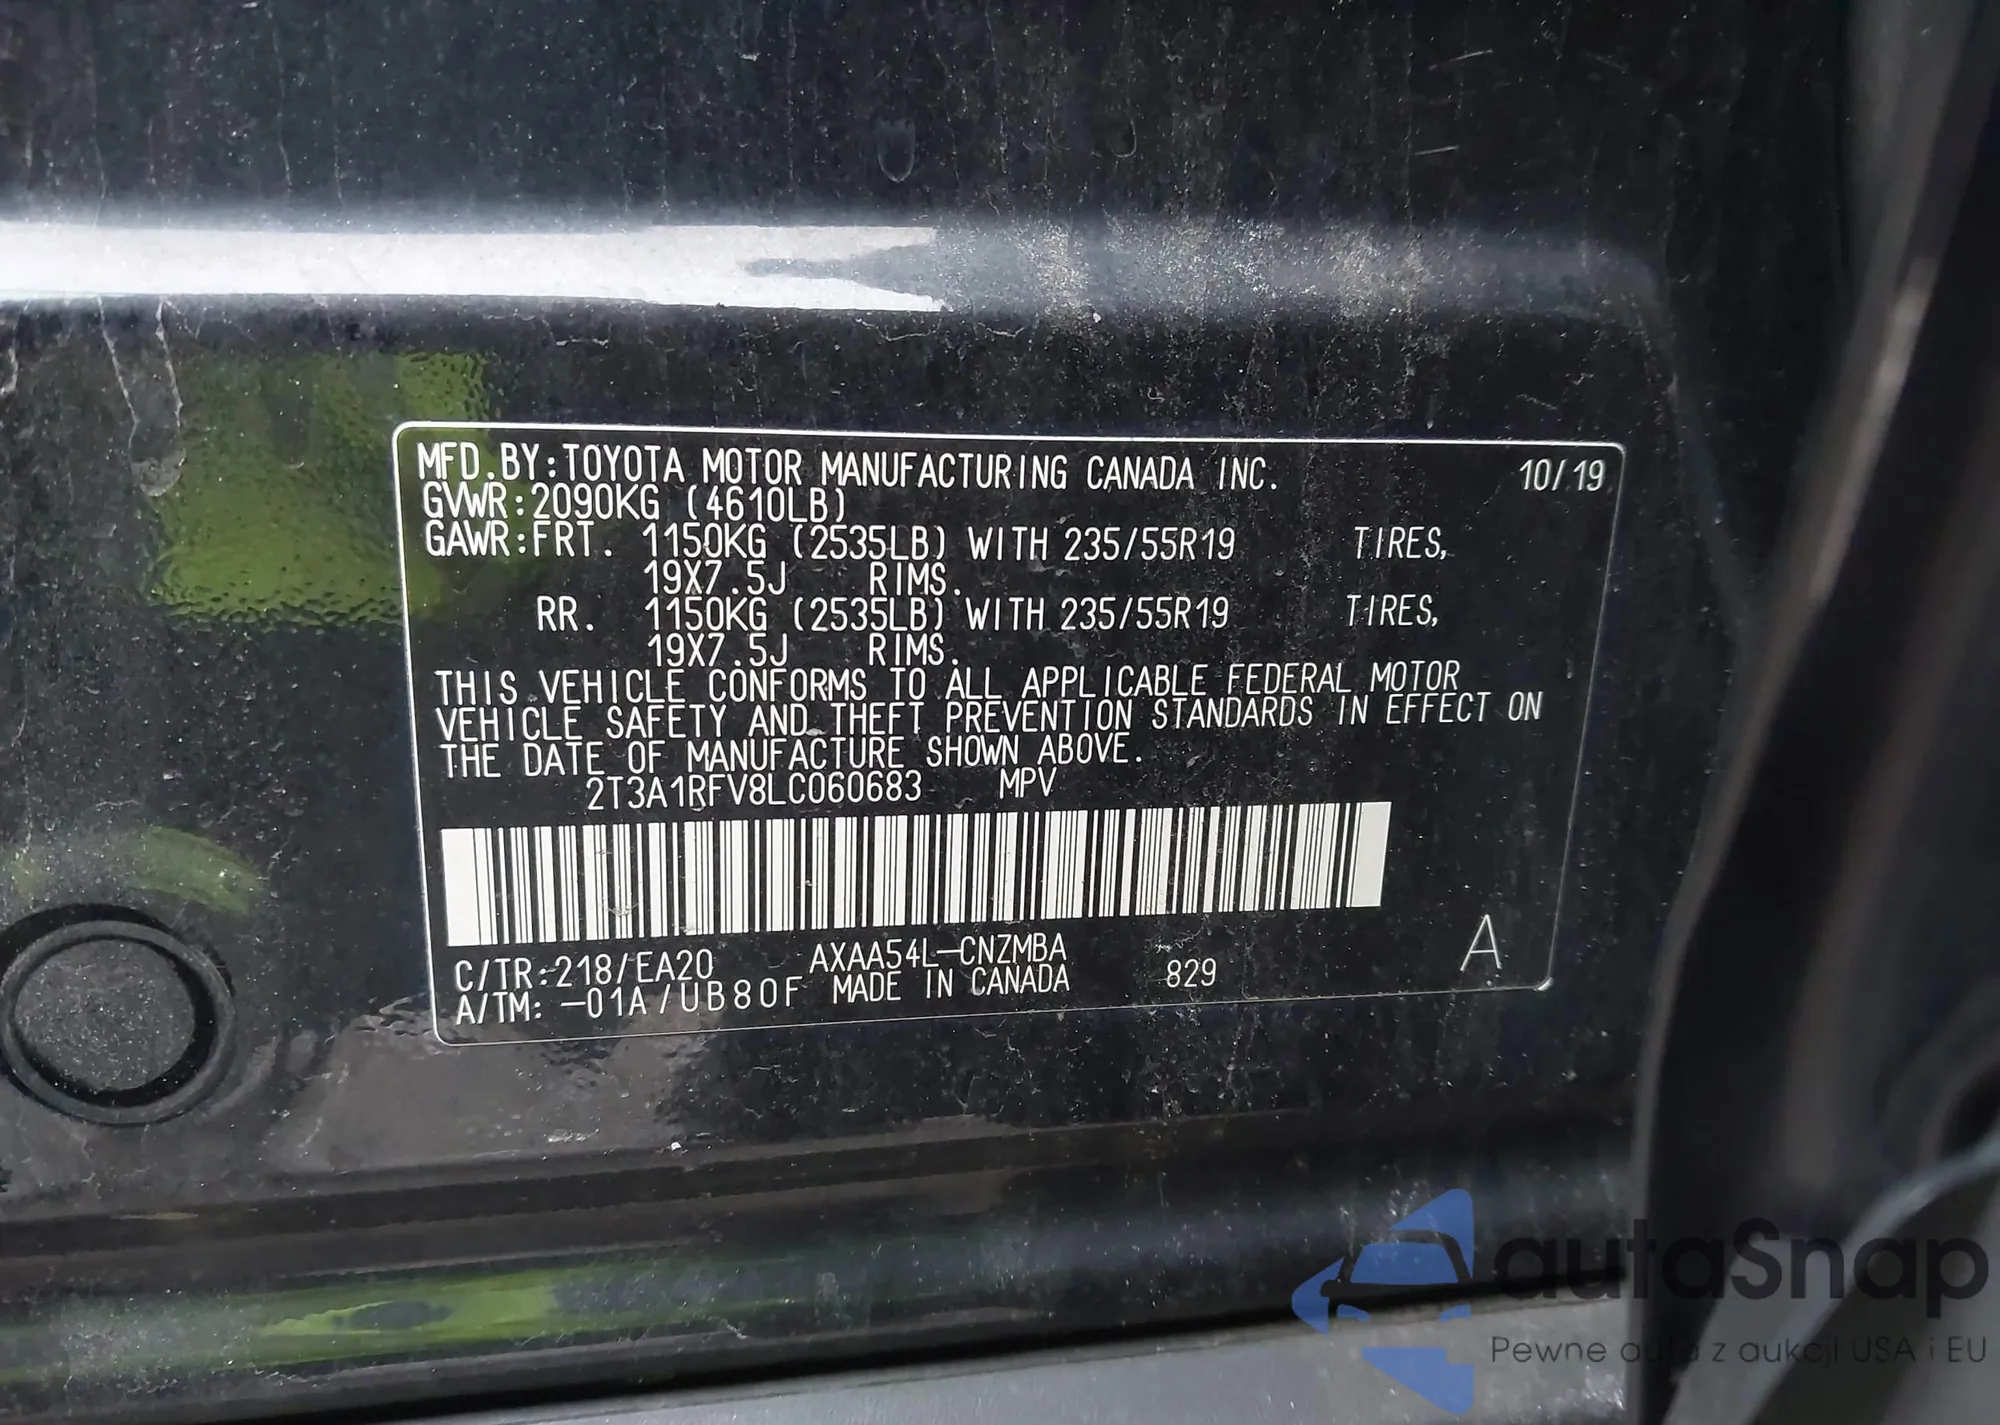 MFD.BY:TOYOTA MOTOR MANUFACTURING CANADA INC. 10/19
GVWR:2090KG (4610LB)
GAWR:FRT. 1150KG (2535LB) WITH 235/55R19 TIRES,
19X7.5J RIMS.
RR. 1150KG (2535LB) WITH 235/55R19 TIRES,
19X7.5J RIMS.
THIS VEHICLE CONFORMS TO ALL APPLICABLE FEDERAL MOTOR
VEHICLE SAFETY AND THEFT PREVENTION STANDARDS IN EFFECT ON
THE DATE OF MANUFACTURE SHOWN ABOVE.
2T3A1RFV8LC060683 MPV
C/TR:218/EA20 AXAA54L-CNZMBA 829 A
A/TM:-01A/UB80F MADE IN CANADA
autaSnap
Pewne auta z aukcji USA i EU